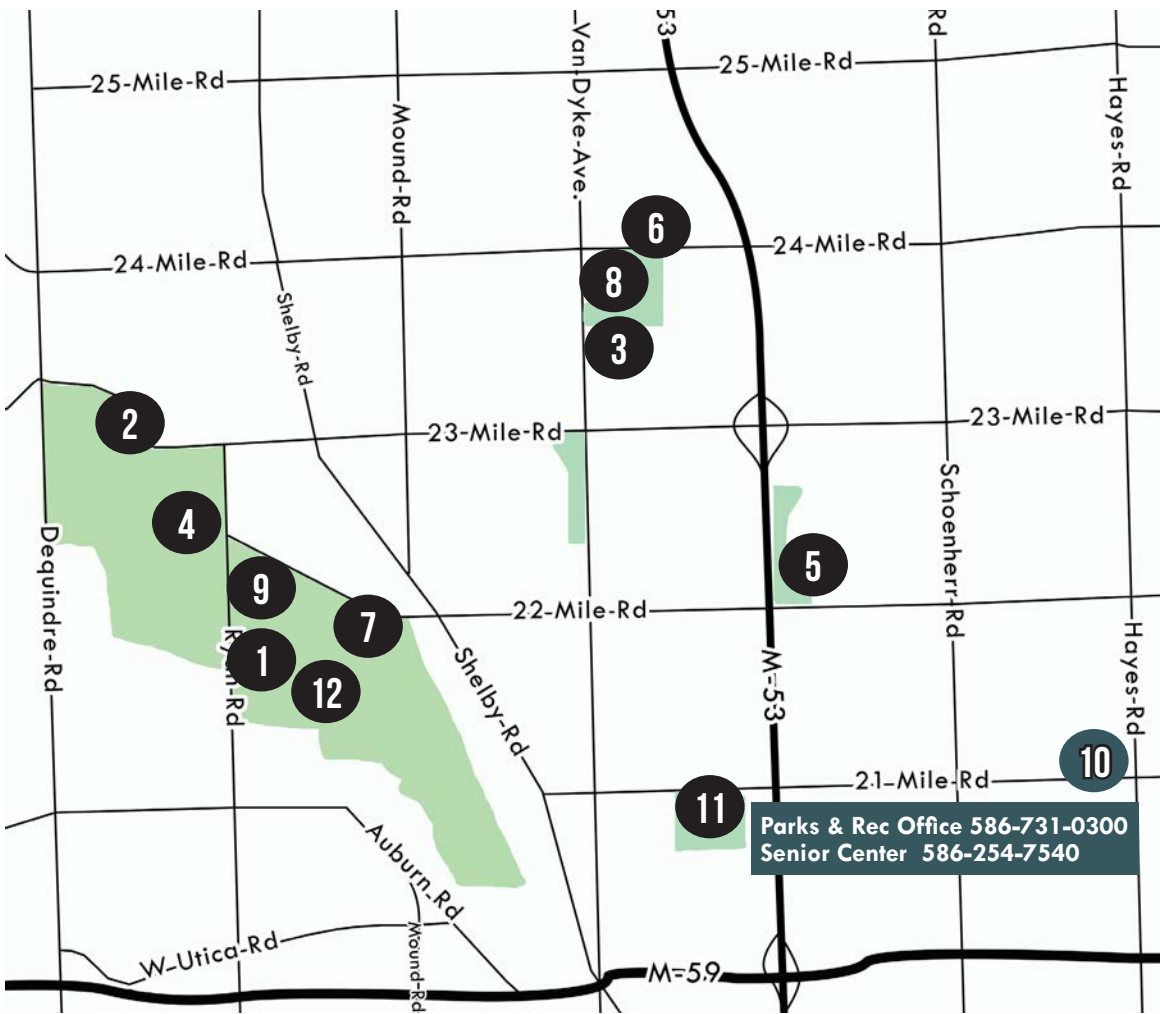 53
Rd
25-Mile-Rd
25-Mile-Rd
Van-Dyke-Ave.
Mound-Rd
Hayes-Rd
6
24-Mile-Rd
24-Mile-Rd
8
Shelby-Rd
3
2
23-Mile-Rd
23-Mile-Rd
4
Schoenherr-Rd
5
Dequindre-Rd
9
22-Mile-Rd
7
1
12
Shelby-Rd
M-53
Hayes-Rd
10
21-Mile-Rd
11
Parks & Rec Office 586-731-0300
Senior Center 586-254-7540
Auburn Rd
Mound-Rd
W-Utica-Rd
M-59